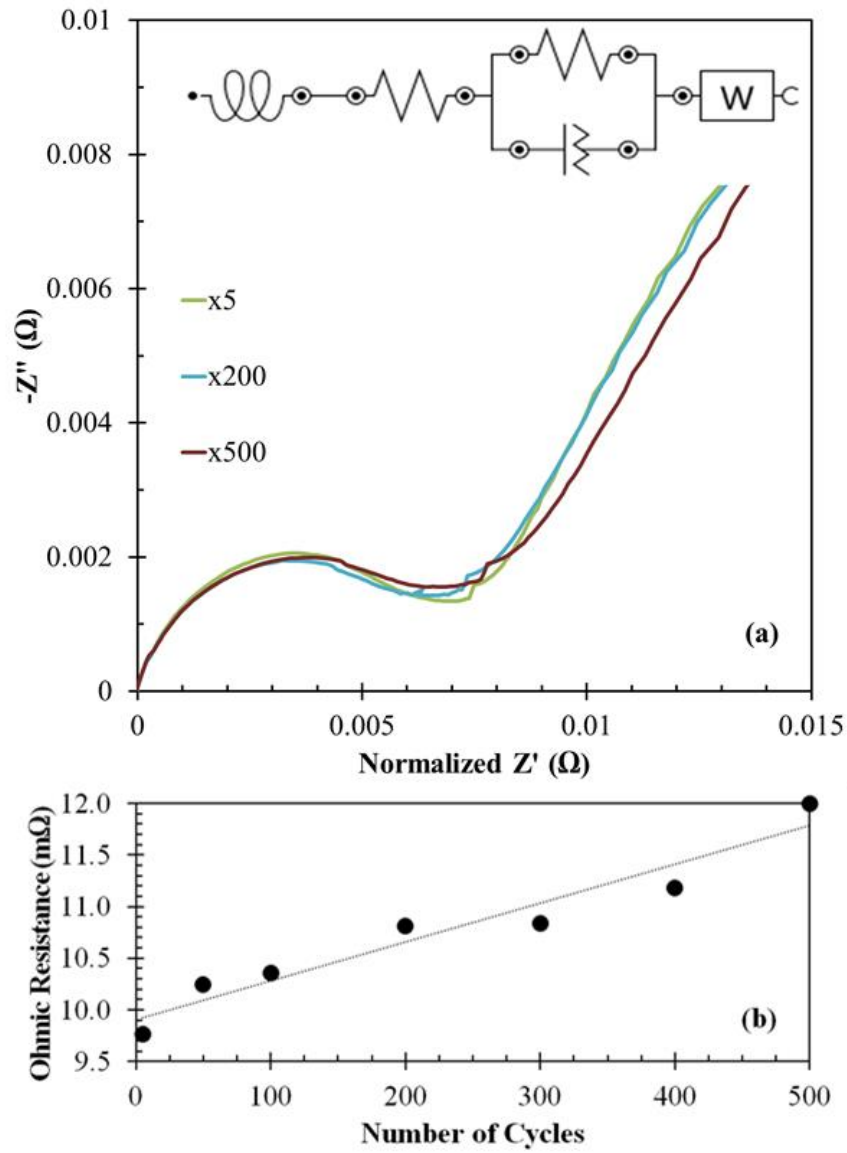 0.01
0.008
0.006
0.004
0.002
0
-Z" (Ω)
W
x5
x200
x500
(a)
0
0.005
0.01
0.015
Normalized Z' (Ω)
12.0
11.5
11.0
10.5
10.0
9.5
Ohmic Resistance (mΩ)
(b)
0
100
200
300
400
500
Number of Cycles